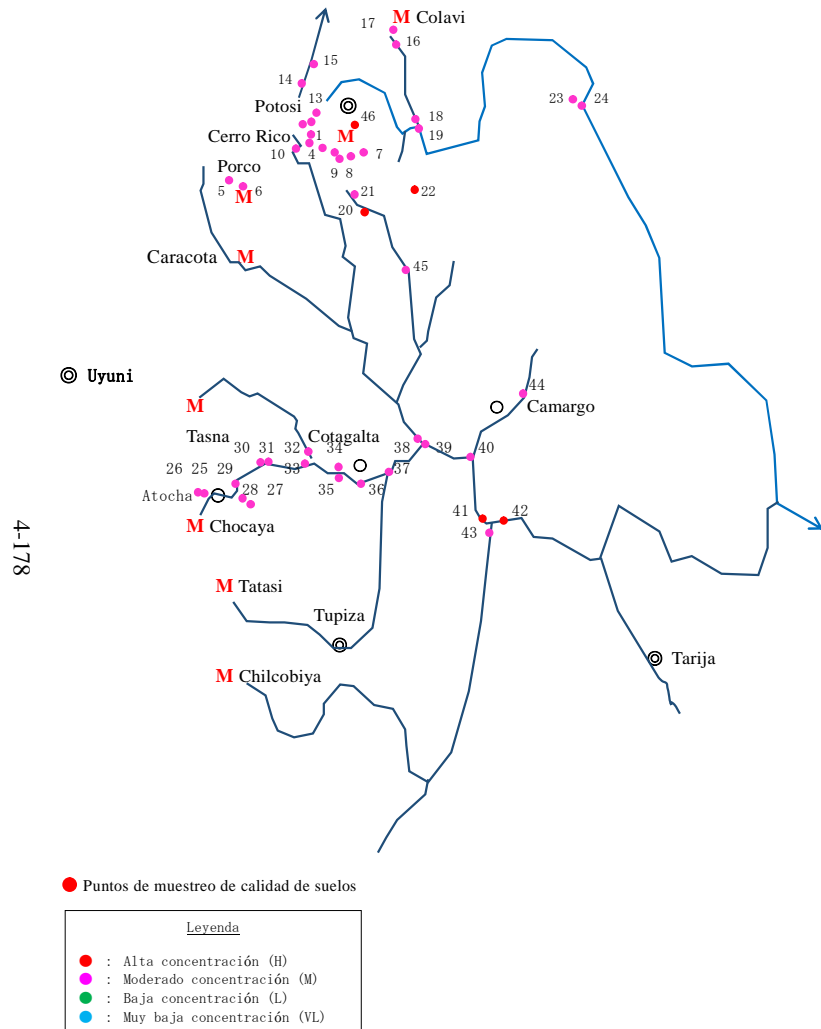 17 M Colavi
16
15
14
13
Potosi
46
23 24
18
19
Cerro Rico 1 M
10 4 7
9 8
Porco
5 6
M
21 22
20
Caracota M
45
Uyuni
M
44
Camargo
Tasna Cotagalta
30 31 32 34 38 39 40
33 37
26 25 29
35 36
Atocha 28 27
M Chocaya
41 42
43
4-178
M Tatasi
Tupiza
Tarija
M Chilcobiya
Puntos de muestreo de calidad de suelos
Leyenda
: Alta concentración (H)
: Moderado concentración (M)
: Baja concentración (L)
: Muy baja concentración (VL)